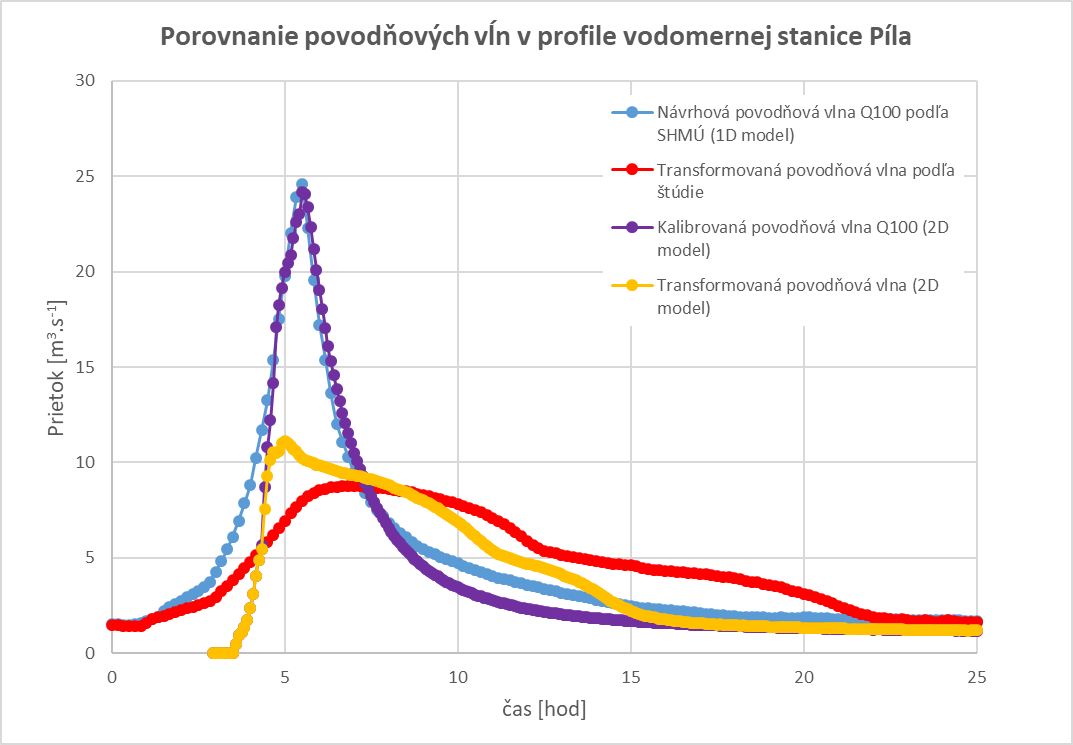 Porovnanie povodňových vĺn v profile vodomernej stanice Píla
30
25
20
15
10
5
0
Prietok [m³.s⁻¹]
Návrhová povodňová vlna Q100 podľa
SHMÚ (1D model)
Transformovaná povodňová vlna podľa
štúdie
Kalibrovaná povodňová vlna Q100 (2D
model)
Transformovaná povodňová vlna (2D
model)
0 5 10 15 20 25
čas [hod]